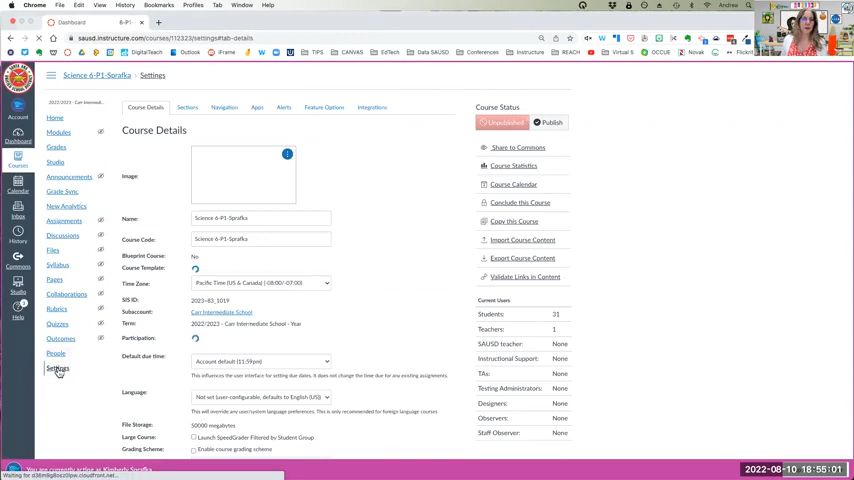 Chrome File Edit View History Bookmarks Profiles Tab Window Help Andrea
Dashboard 6-P1-S
sausd.instructure.com/courses/112323/settings#tab-details
DigitalTeach Outlook iFrame TIPS CANVAS EdTech Data SAUSD Conferences Instructure REACH Virtual 5 OCCUE Novak Flickrit
Science 6-P1-Sprafka Settings
2022/2023 - Carr Intermediate...
Course Details Sections Navigation Apps Alerts Feature Options Integrations
Course Details
Account
Dashboard
Courses
Calendar
Inbox
History
Commons
Studio
Help
Home
Modules
Grades
Studio
Announcements
Grade Sync
New Analytics
Assignments
Discussions
Files
Syllabus
Pages
Collaborations
Rubrics
Quizzes
Outcomes
People
Settings
Image:
Name: Science 6-P1-Sprafka
Course Code: Science 6-P1-Sprafka
Blueprint Course: No
Course Template:
Time Zone: Pacific Time (US & Canada) (-08:00/-07:00)
SIS ID: 2023-83_1019
Subaccount: Carr Intermediate School
Term: 2022/2023 - Carr Intermediate School - Year
Participation:
Default due time: Account default (11:59pm)
This influences the user interface for setting due dates. It does not change the time due for any existing assignments.
Language: Not set (user-configurable, defaults to English (US))
This will override any user/system language preferences. This is only recommended for foreign language courses
File Storage: 50000 megabytes
Large Course: Launch SpeedGrader Filtered by Student Group
Grading Scheme: Enable course grading scheme
Course Status
Unpublished Publish
Share to Commons
Course Statistics
Course Calendar
Conclude this Course
Copy this Course
Import Course Content
Export Course Content
Validate Links in Content
Current Users
Students: 31
Teachers: 1
SAUSD teacher: None
Instructional Support: None
TAs: None
Testing Administrators: None
Designers: None
Observers: None
Staff Observer: None
You are currently acting as Kimberly Sprafka
2022-08-10 18:55:01